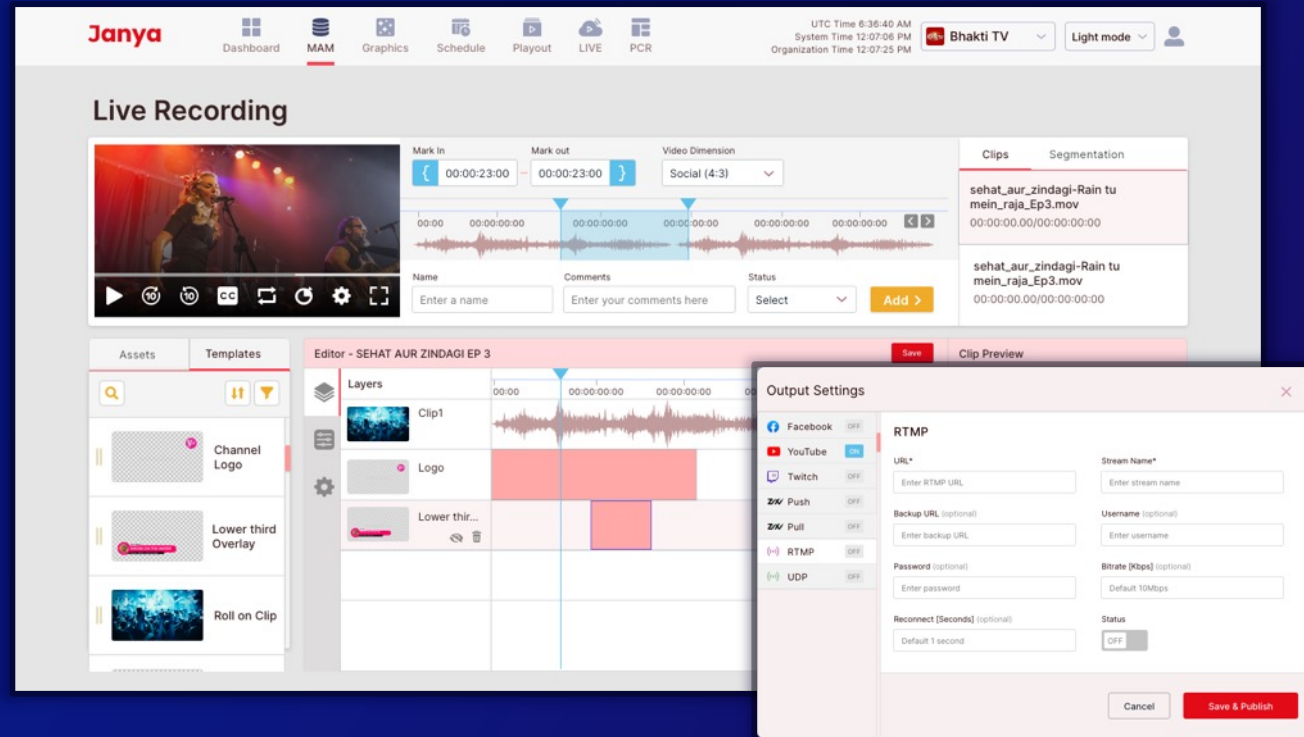 Janya
Dashboard
MAM
Graphics
Schedule
Playout
LIVE
PCR
UTC Time 6:36:40 AM
System Time 12:07:06 PM
Organization Time 12:07:25 PM
Bhakti TV
Light mode
Live Recording
Mark In
Mark out
Video Dimension
{ 00:00:23:00 – 00:00:23:00 }
Social (4:3)
00:00 00:00:00:00 00:00:00:00 00:00:00:00 00:00:00:00 00:00:00:00
Name
Comments
Status
Enter a name
Enter your comments here
Select
Add >
10 10 CC
Clips
Segmentation
sehat_aur_zindagi-Rain tu
mein_raja_Ep3.mov
00:00:00.00/00:00:00:00
sehat_aur_zindagi-Rain tu
mein_raja_Ep3.mov
00:00:00.00/00:00:00:00
Assets
Templates
Channel
Logo
Lower third
Overlay
Roll on Clip
Editor - SEHAT AUR ZINDAGI EP 3
Save
Clip Preview
Layers
00:00 00:00:00:00 00:00:00:00
Clip1
Logo
Lower thir...
Output Settings
Facebook OFF
YouTube ON
Twitch OFF
Push OFF
Pull OFF
RTMP OFF
UDP OFF
RTMP
URL*
Stream Name*
Enter RTMP URL
Enter stream name
Backup URL (optional)
Username (optional)
Enter backup URL
Enter username
Password (optional)
Bitrate [Kbps] (optional)
Enter password
Default 10Mbps
Reconnect [Seconds] (optional)
Status
Default 1 second
OFF
Cancel
Save & Publish